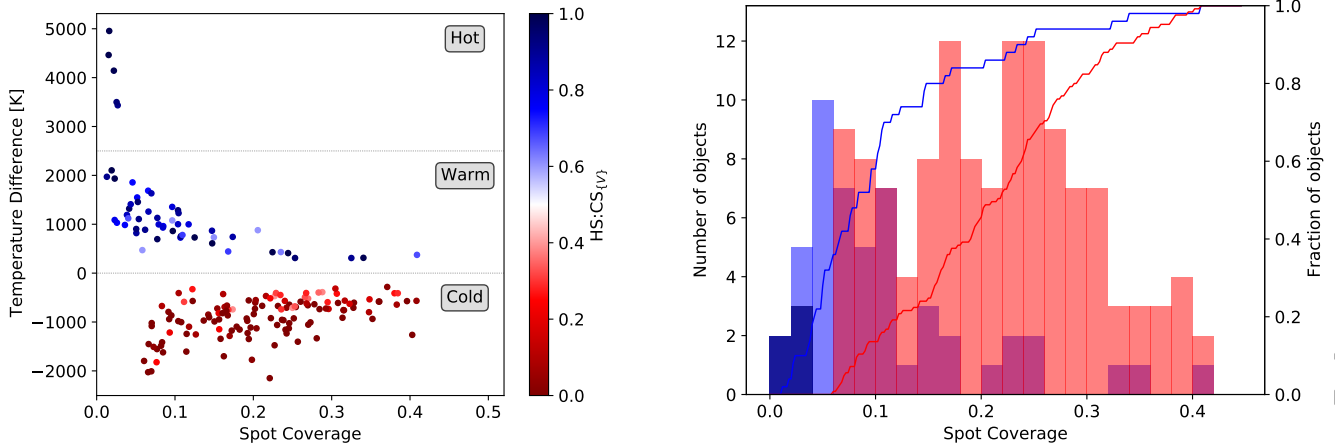 5000
4000
3000
2000
1000
0
−1000
−2000
Temperature Difference [K]
0.0 0.1 0.2 0.3 0.4 0.5
Spot Coverage
Hot
Warm
Cold
1.0
0.8
0.6
0.4
0.2
0.0
HS:CS{V}
12
10
8
6
4
2
0
Number of objects
0.0 0.1 0.2 0.3 0.4
Spot Coverage
1.0
0.8
0.6
0.4
0.2
0.0
Fraction of objects